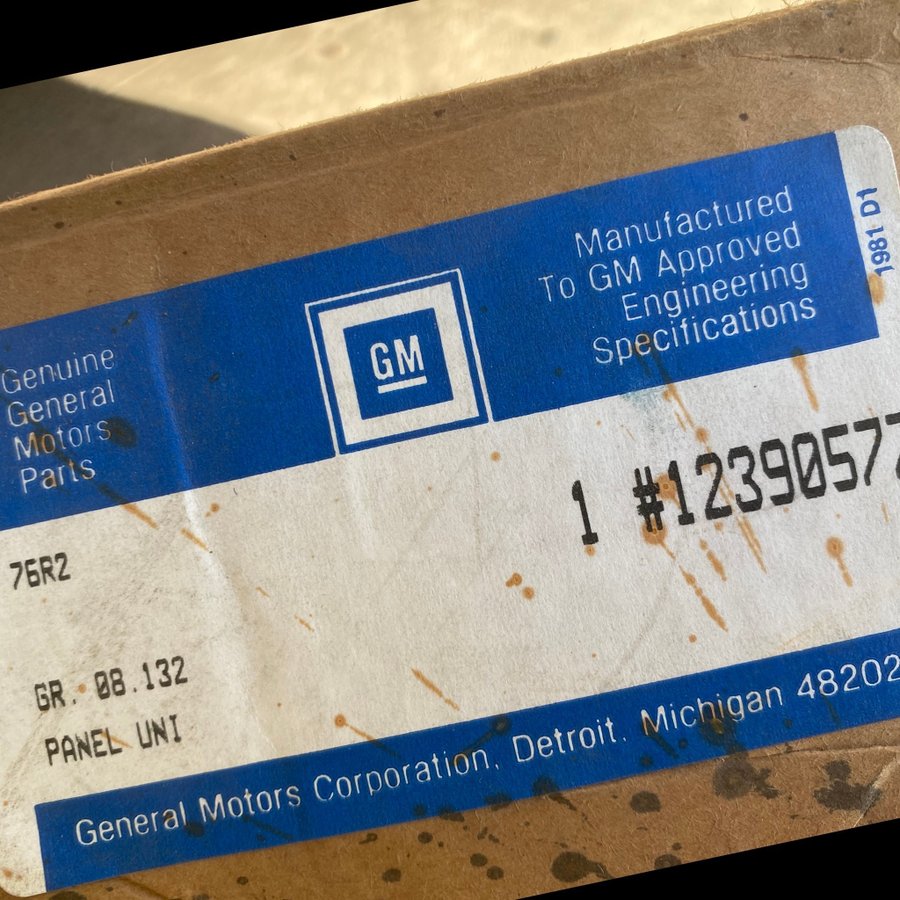 Genuine
General
Motors
Parts
GM
Manufactured
To GM Approved
Engineering
Specifications
1981 D1
1 #12390577
76R2
GR. 08.132
PANEL UNI
General Motors Corporation, Detroit, Michigan 48202